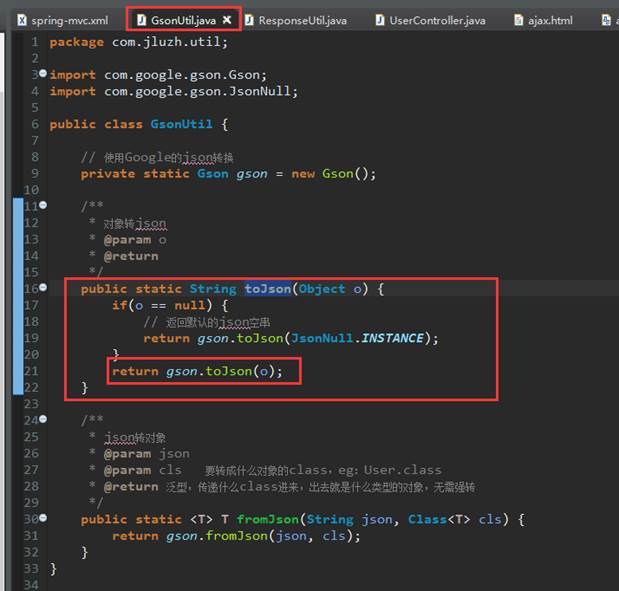 spring-mvc.xml GsonUtil.java ResponseUtil.java UserController.java ajax.html a
1 package com.jluzh.util;
2
3 import com.google.gson.Gson;
4 import com.google.gson.JsonNull;
5
6 public class GsonUtil {
7
8 // 使用Google的json转换
9 private static Gson gson = new Gson();
10
11 /**
12 * 对象转json
13 * @param o
14 * @return
15 */
16 public static String toJson(Object o) {
17 if(o == null) {
18 // 返回默认的json空串
19 return gson.toJson(JsonNull.INSTANCE);
20 }
21 return gson.toJson(o);
22 }
23
24 /**
25 * json转对象
26 * @param json
27 * @param cls 要转成什么对象的class，eg：User.class
28 * @return 泛型，传递什么class进来，出去就是什么类型的对象，无需强转
29 */
30 public static <T> T fromJson(String json, Class<T> cls) {
31 return gson.fromJson(json, cls);
32 }
33 }
34